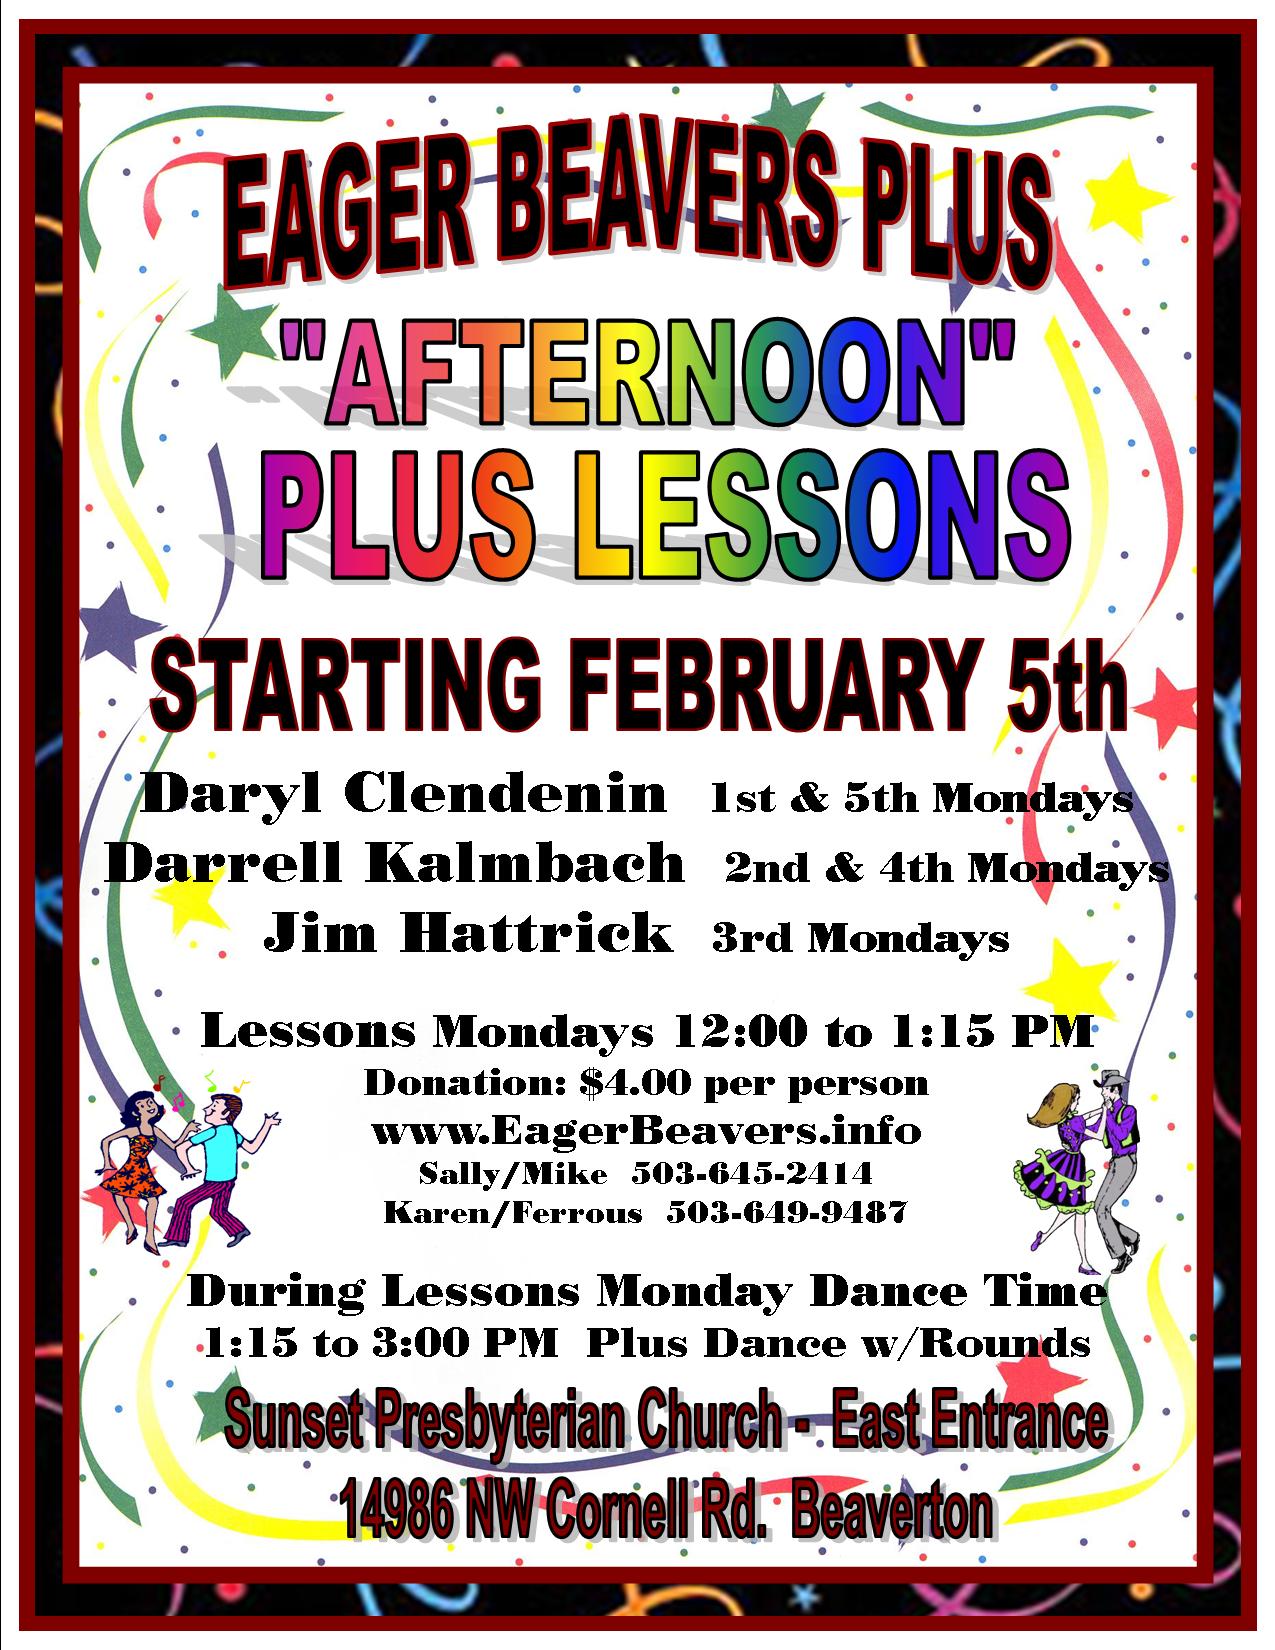 EAGER BEAVERS PLUS
"AFTERNOON"
PLUS LESSONS
STARTING FEBRUARY 5th
Daryl Clendenin 1st & 5th Mondays
Darrell Kalmbach 2nd & 4th Mondays
Jim Hattrick 3rd Mondays
Lessons Mondays 12:00 to 1:15 PM
Donation: $4.00 per person
www.EagerBeavers.info
Sally/Mike 503-645-2414
Karen/Ferrous 503-649-9487
During Lessons Monday Dance Time
1:15 to 3:00 PM Plus Dance w/Rounds
Sunset Presbyterian Church - East Entrance
14986 NW Cornell Rd. Beaverton